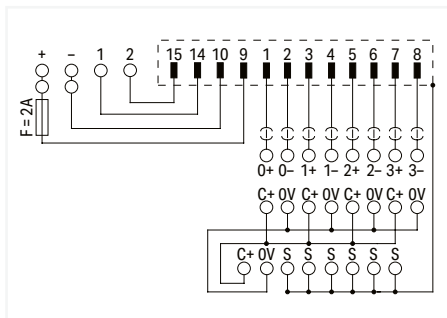 + – 1 2 15 14 10 9 1 2 3 4 5 6 7 8
F = 2A
0+ 0– 1+ 1– 2+ 2– 3+ 3–
C+ 0V C+ 0V C+ 0V C+ 0V
C+ 0V S S S S S S